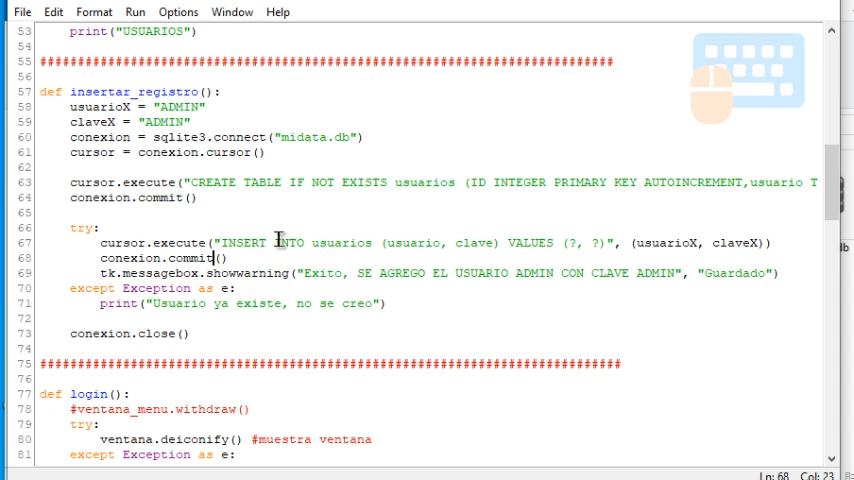 File Edit Format Run Options Window Help
53 print("USUARIOS")
54
55 ############################################################################
56
57 def insertar_registro():
58 usuarioX = "ADMIN"
59 claveX = "ADMIN"
60 conexion = sqlite3.connect("midata.db")
61 cursor = conexion.cursor()
62
63 cursor.execute("CREATE TABLE IF NOT EXISTS usuarios (ID INTEGER PRIMARY KEY AUTOINCREMENT,usuario T
64 conexion.commit()
65
66 try:
67 cursor.execute("INSERT INTO usuarios (usuario, clave) VALUES (?, ?)", (usuarioX, claveX))
68 conexion.commit()
69 tk.messagebox.showwarning("Exito, SE AGREGO EL USUARIO ADMIN CON CLAVE ADMIN", "Guardado")
70 except Exception as e:
71 print("Usuario ya existe, no se creo")
72
73 conexion.close()
74
75 #############################################################################
76
77 def login():
78 #ventana_menu.withdraw()
79 try:
80 ventana.deiconify() #muestra ventana
81 except Exception as e:
Ln: 68 Col: 23